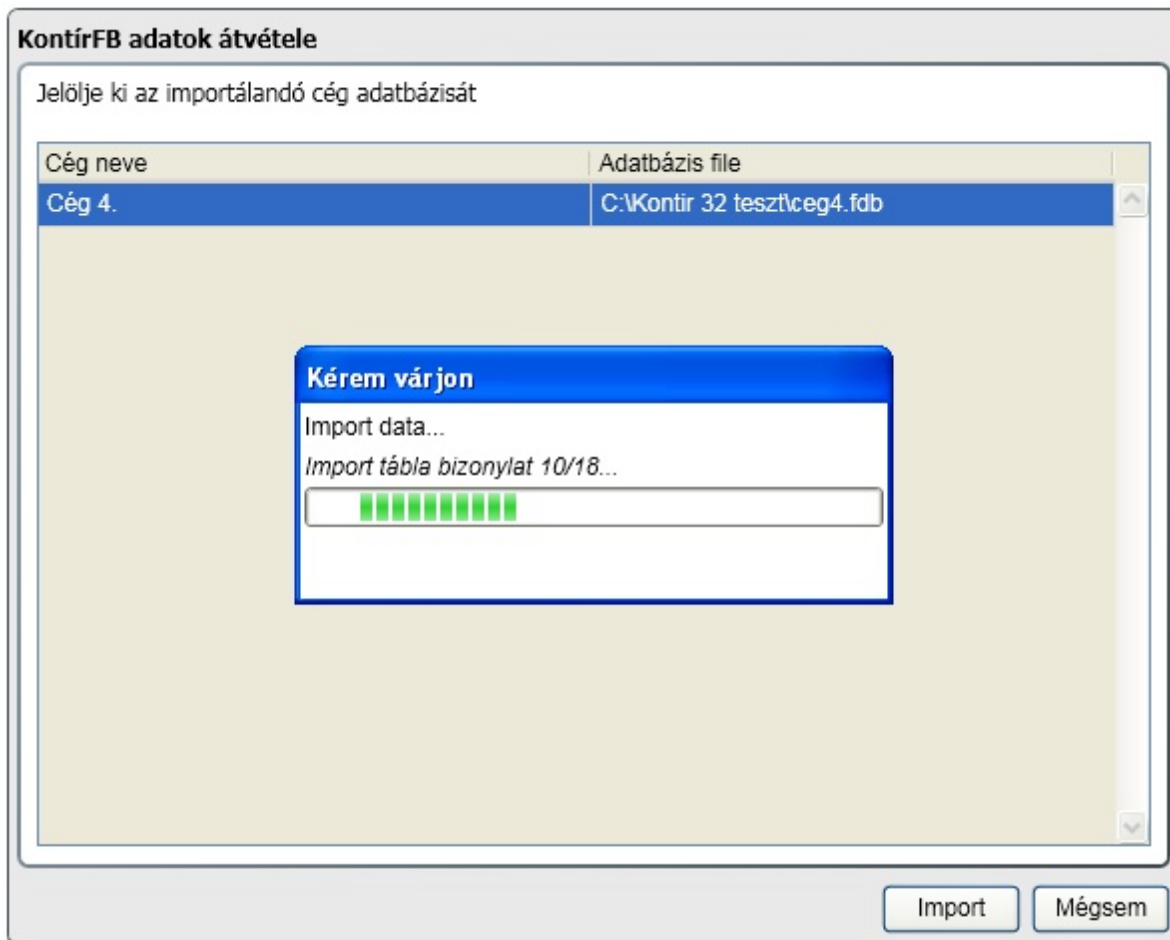 KontírFB adatok átvétele
Jelölje ki az importálandó cég adatbázisát
Cég neve Adatbázis file
Cég 4. C:\Kontir 32 teszt\ceg4.fdb
Kérem várjon
Import data...
Import tábla bizonylat 10/18...
Import Mégsem